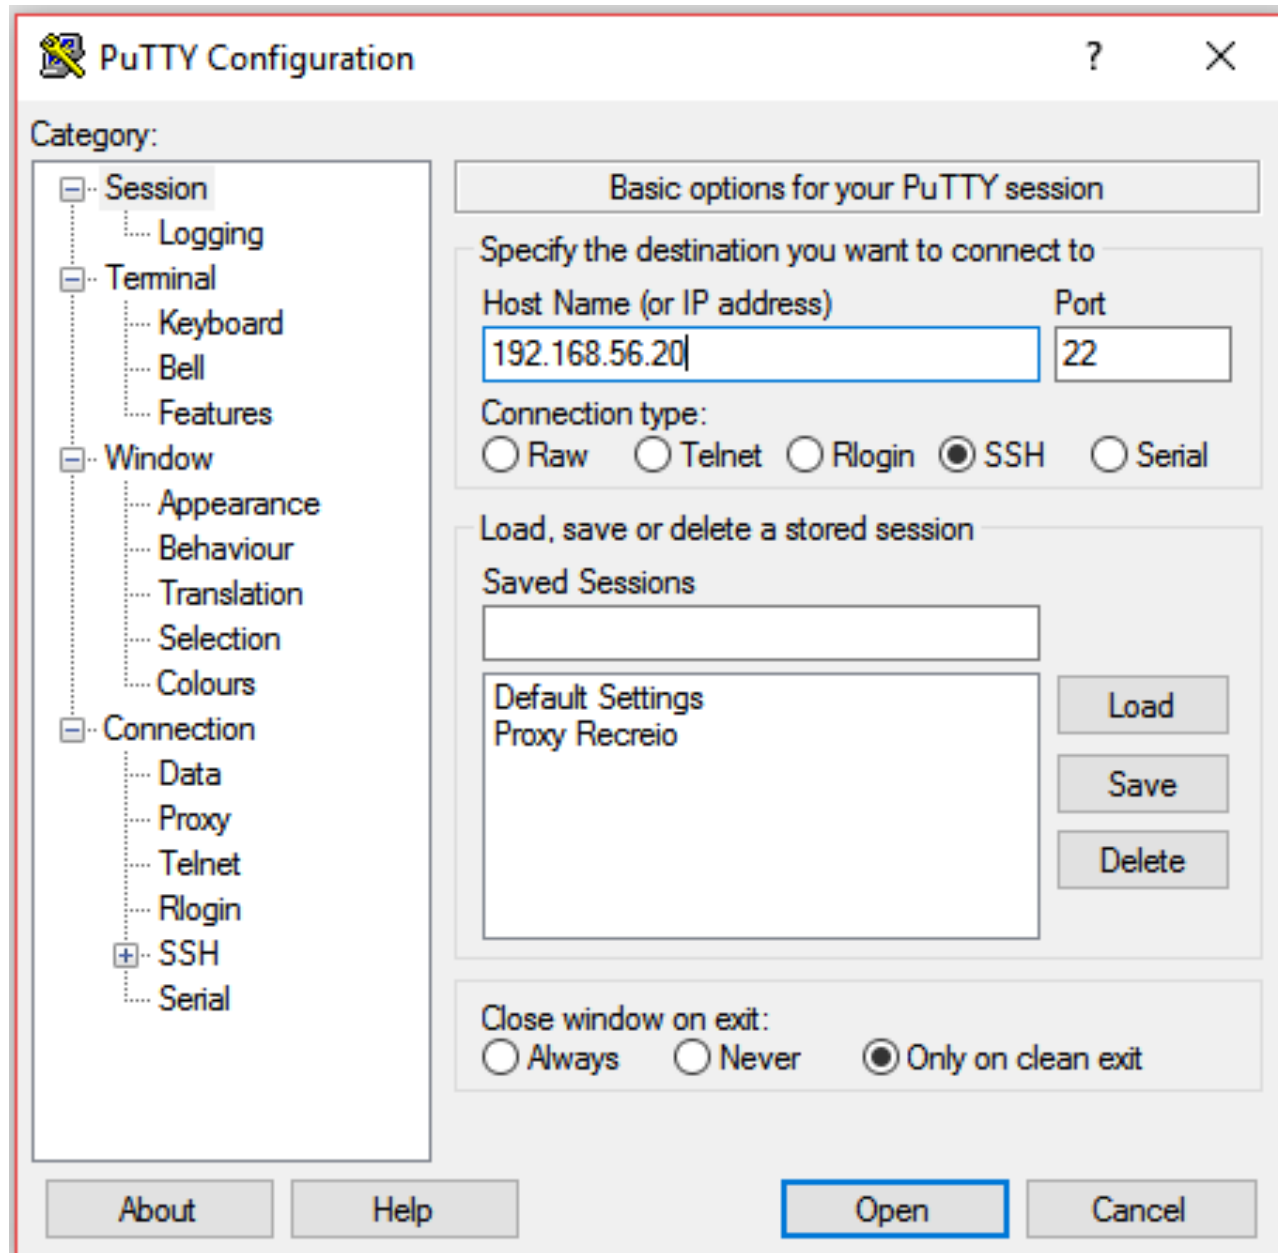 PuTTY Configuration
?
Category:
Session
Logging
Terminal
Keyboard
Bell
Features
Window
Appearance
Behaviour
Translation
Selection
Colours
Connection
Data
Proxy
Telnet
Rlogin
SSH
Serial
Basic options for your PuTTY session
Specify the destination you want to connect to
Host Name (or IP address) Port
192.168.56.20 22
Connection type:
Raw Telnet Rlogin SSH Serial
Load, save or delete a stored session
Saved Sessions
Default Settings
Proxy Recreio
Load
Save
Delete
Close window on exit:
Always Never Only on clean exit
About Help Open Cancel